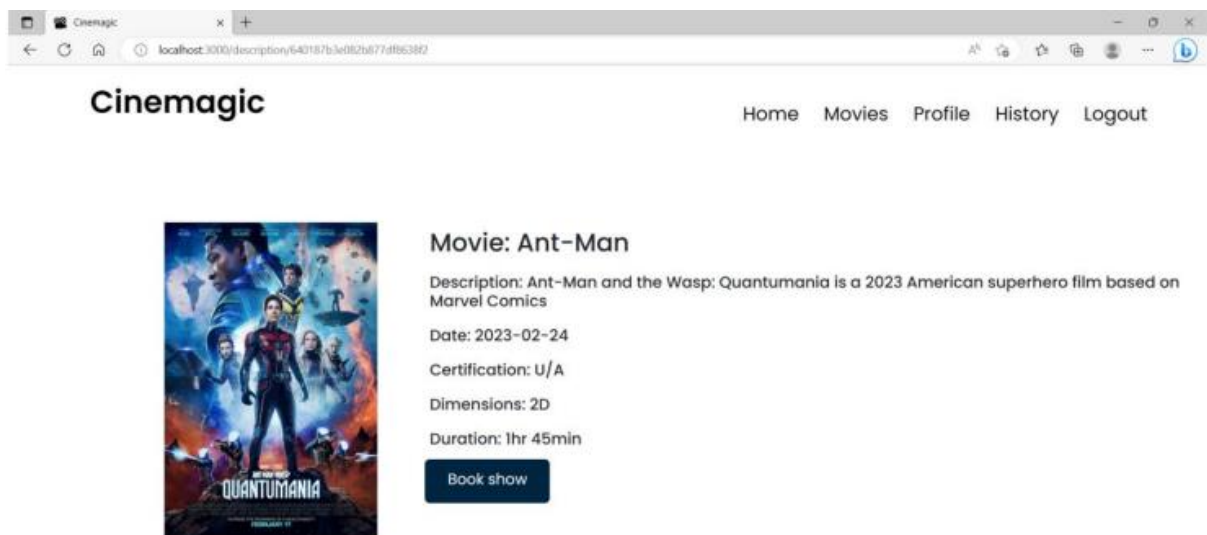 Cinemagic
localhost:3000/description/640187b3e082b877df8638f2
Cinemagic
Home Movies Profile History Logout
Movie: Ant-Man
Description: Ant-Man and the Wasp: Quantumania is a 2023 American superhero film based on
Marvel Comics
Date: 2023-02-24
Certification: U/A
Dimensions: 2D
Duration: 1hr 45min
Book show
QUANTUMANIA
FEBRUARY 17